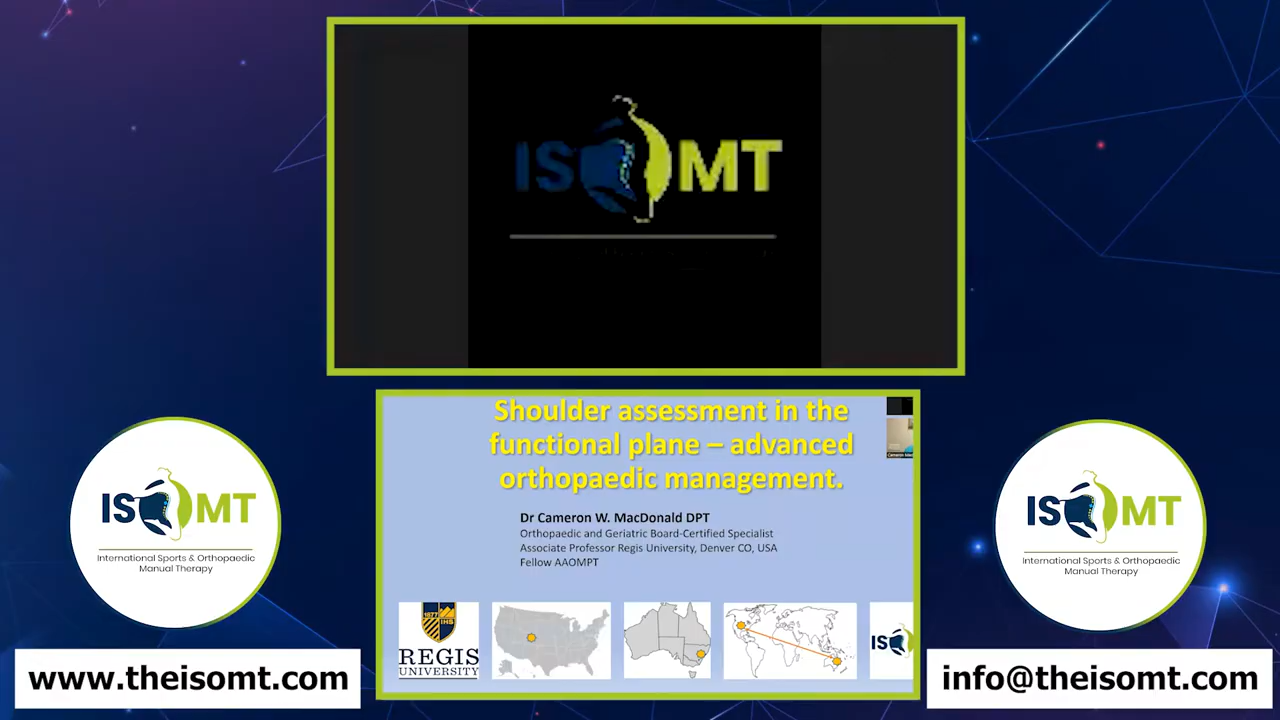 ISOMT
Shoulder assessment in the
functional plane – advanced
orthopaedic management.
Dr Cameron W. MacDonald DPT
Orthopaedic and Geriatric Board-Certified Specialist
Associate Professor Regis University, Denver CO, USA
Fellow AAOMPT
1877
IHS
REGIS
UNIVERSITY
ISOMT
International Sports & Orthopaedic
Manual Therapy
ISOMT
International Sports & Orthopaedic
Manual Therapy
www.theisomt.com
info@theisomt.com